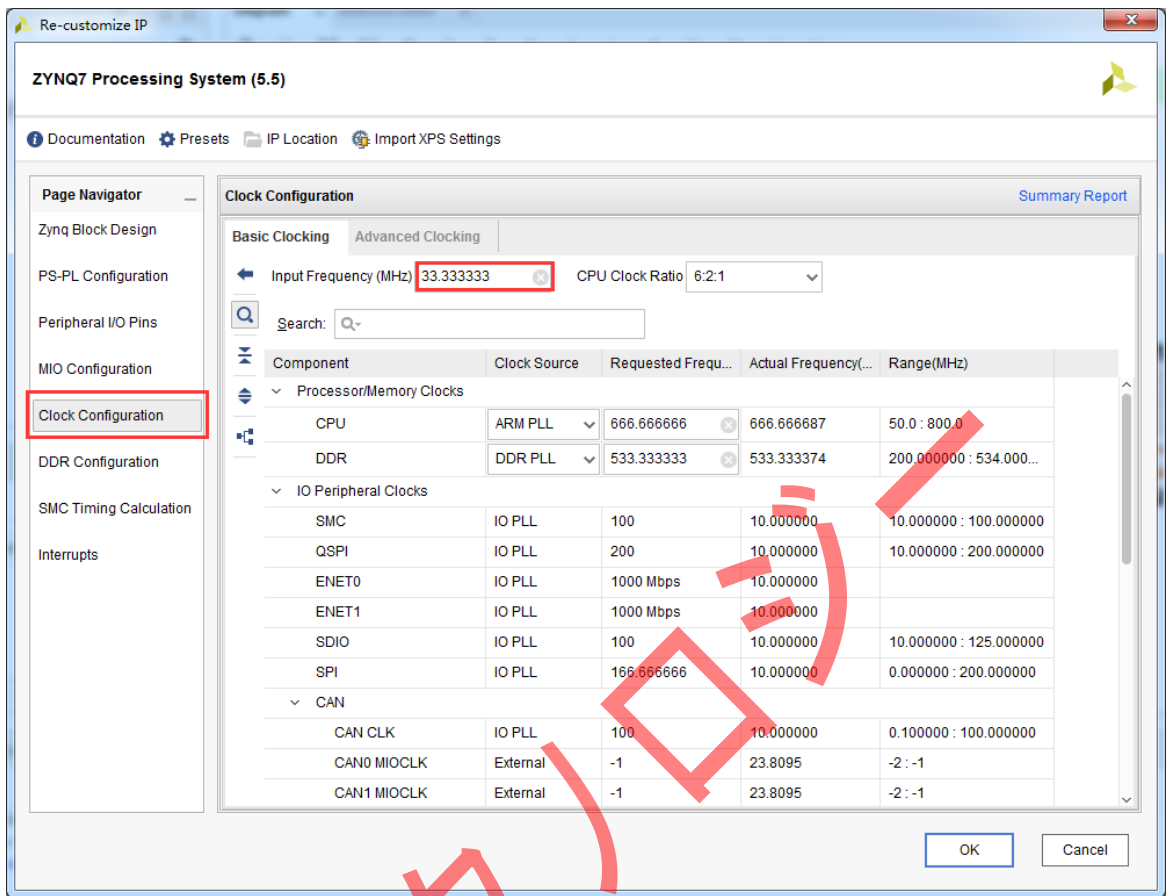 Re-customize IP
ZYNQ7 Processing System (5.5)
Documentation Presets IP Location Import XPS Settings
Page Navigator
Zynq Block Design
PS-PL Configuration
Peripheral I/O Pins
MIO Configuration
Clock Configuration
DDR Configuration
SMC Timing Calculation
Interrupts
Clock Configuration Summary Report
Basic Clocking Advanced Clocking
Input Frequency (MHz) 33.333333 CPU Clock Ratio 6:2:1
Search:
Component Clock Source Requested Frequ... Actual Frequency(... Range(MHz)
Processor/Memory Clocks
CPU ARM PLL 666.666666 666.666687 50.0 : 800.0
DDR DDR PLL 533.333333 533.333374 200.000000 : 534.000...
IO Peripheral Clocks
SMC IO PLL 100 10.000000 10.000000 : 100.000000
QSPI IO PLL 200 10.000000 10.000000 : 200.000000
ENET0 IO PLL 1000 Mbps 10.000000
ENET1 IO PLL 1000 Mbps 10.000000
SDIO IO PLL 100 10.000000 10.000000 : 125.000000
SPI IO PLL 166.666666 10.000000 0.000000 : 200.000000
CAN
CAN CLK IO PLL 100 10.000000 0.100000 : 100.000000
CAN0 MIOCLK External -1 23.8095 -2 : -1
CAN1 MIOCLK External -1 23.8095 -2 : -1
OK Cancel